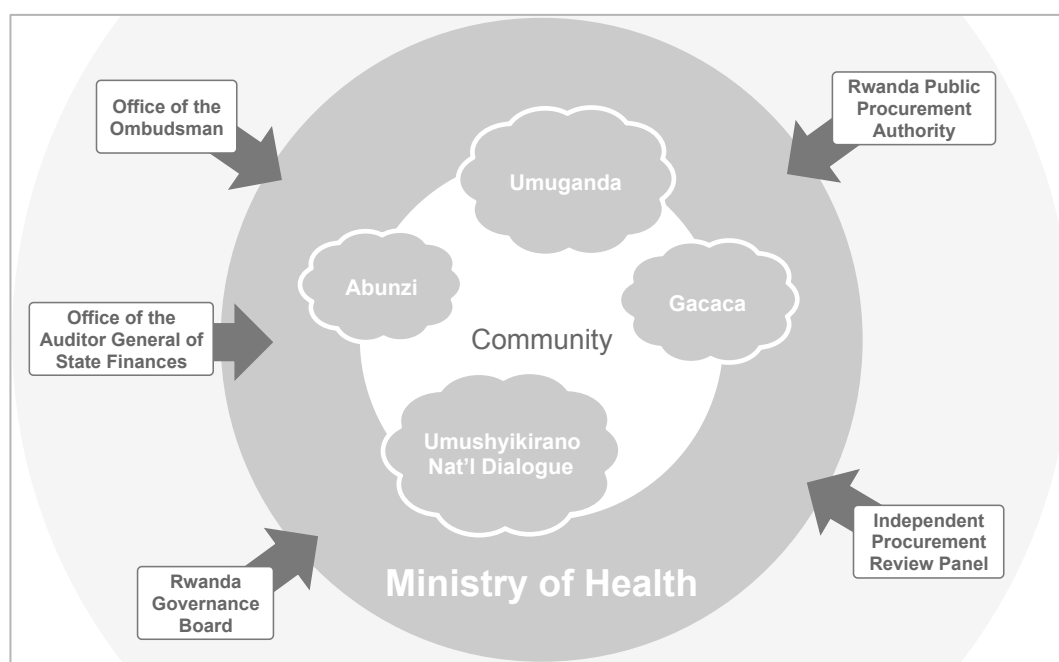 Office of the
Ombudsman
Rwanda Public
Procurement
Authority
Umuganda
Abunzi
Gacaca
Office of the
Auditor General of
State Finances
Community
Umushyikirano
Nat'l Dialogue
Independent
Procurement
Review Panel
Rwanda
Governance
Board
Ministry of Health